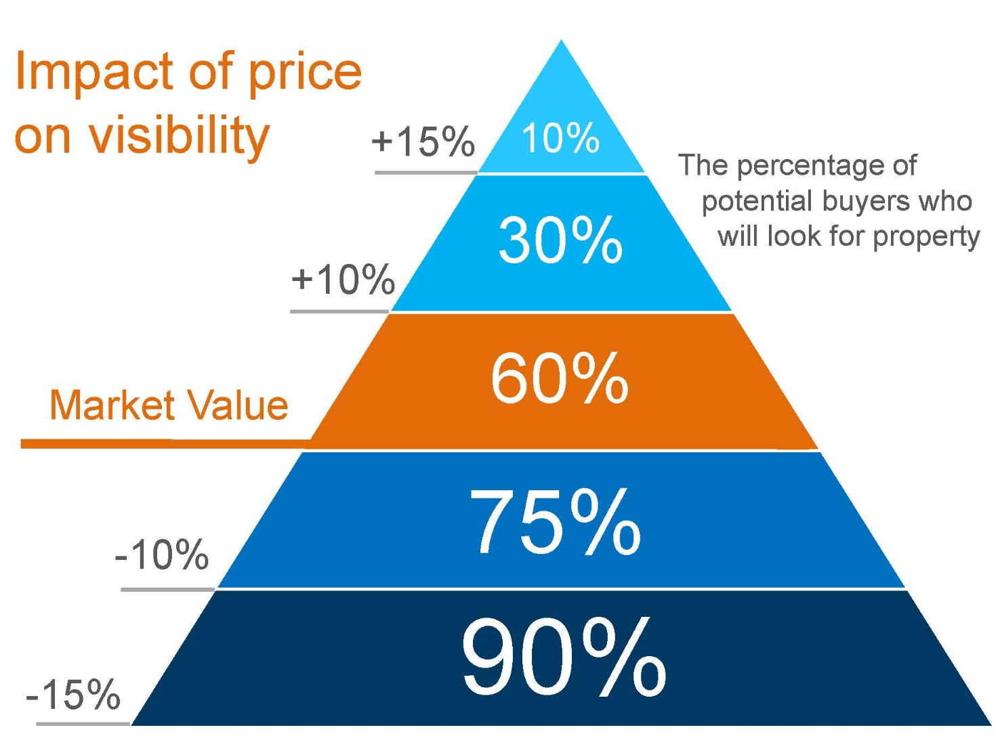 Impact of price
on visibility
+15%
10%
The percentage of
potential buyers who
will look for property
30%
+10%
60%
Market Value
75%
-10%
90%
-15%